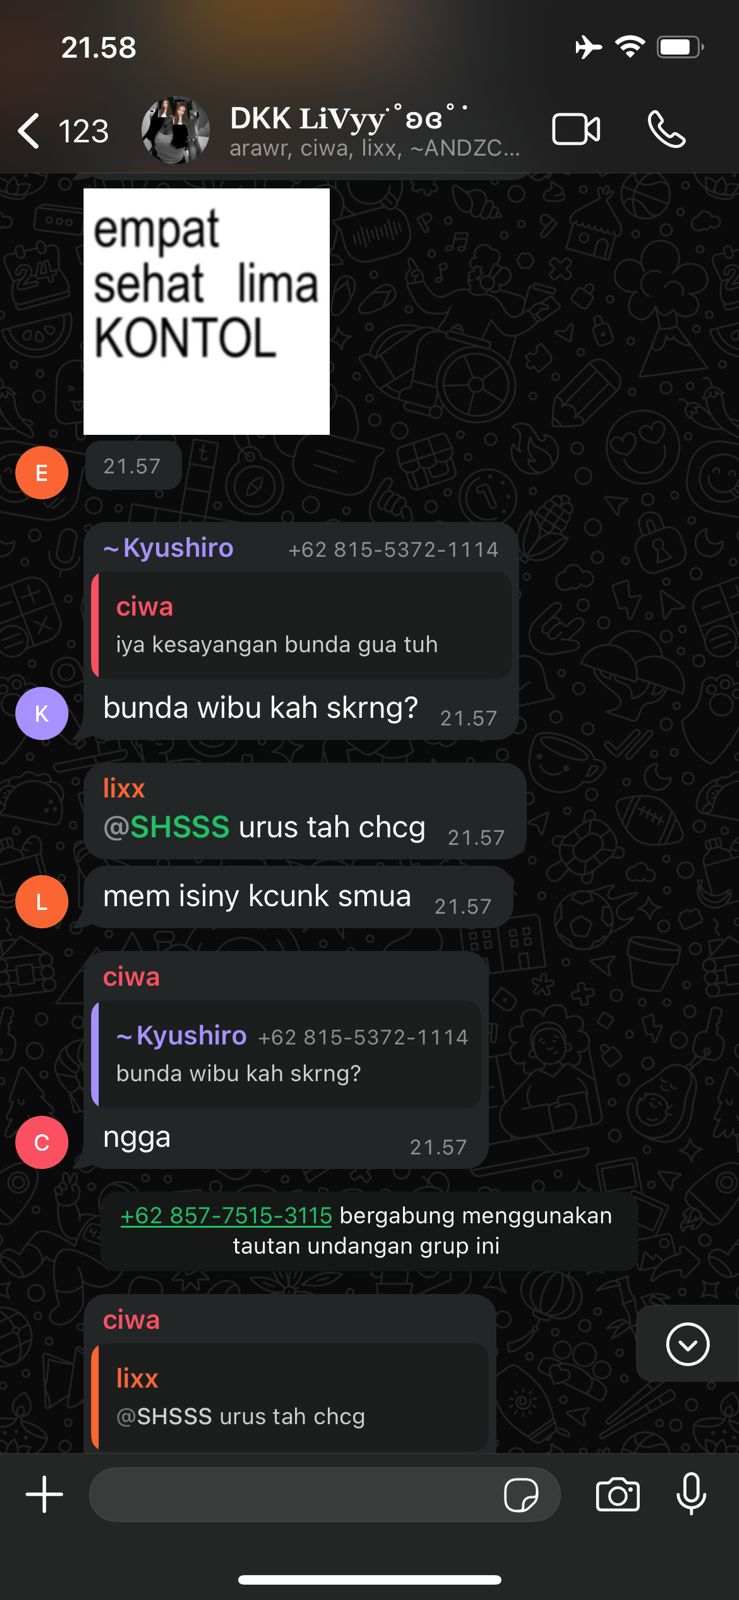 21.58
123
DKK LiVyy˙˚ʚɞ˚˙
arawr, ciwa, lixx, ~ANDZC...
empat
sehat lima
KONTOL
E
21.57
~Kyushiro +62 815-5372-1114
ciwa
iya kesayangan bunda gua tuh
K
bunda wibu kah skrng? 21.57
lixx
@SHSSS urus tah chcg 21.57
L
mem isiny kcunk smua 21.57
ciwa
~Kyushiro +62 815-5372-1114
bunda wibu kah skrng?
C
ngga 21.57
+62 857-7515-3115 bergabung menggunakan
tautan undangan grup ini
ciwa
lixx
@SHSSS urus tah chcg